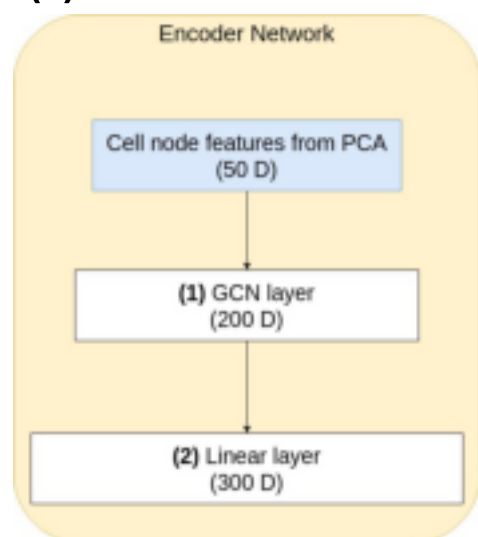 Encoder Network
Cell node features from PCA
(50 D)
(1) GCN layer
(200 D)
(2) Linear layer
(300 D)